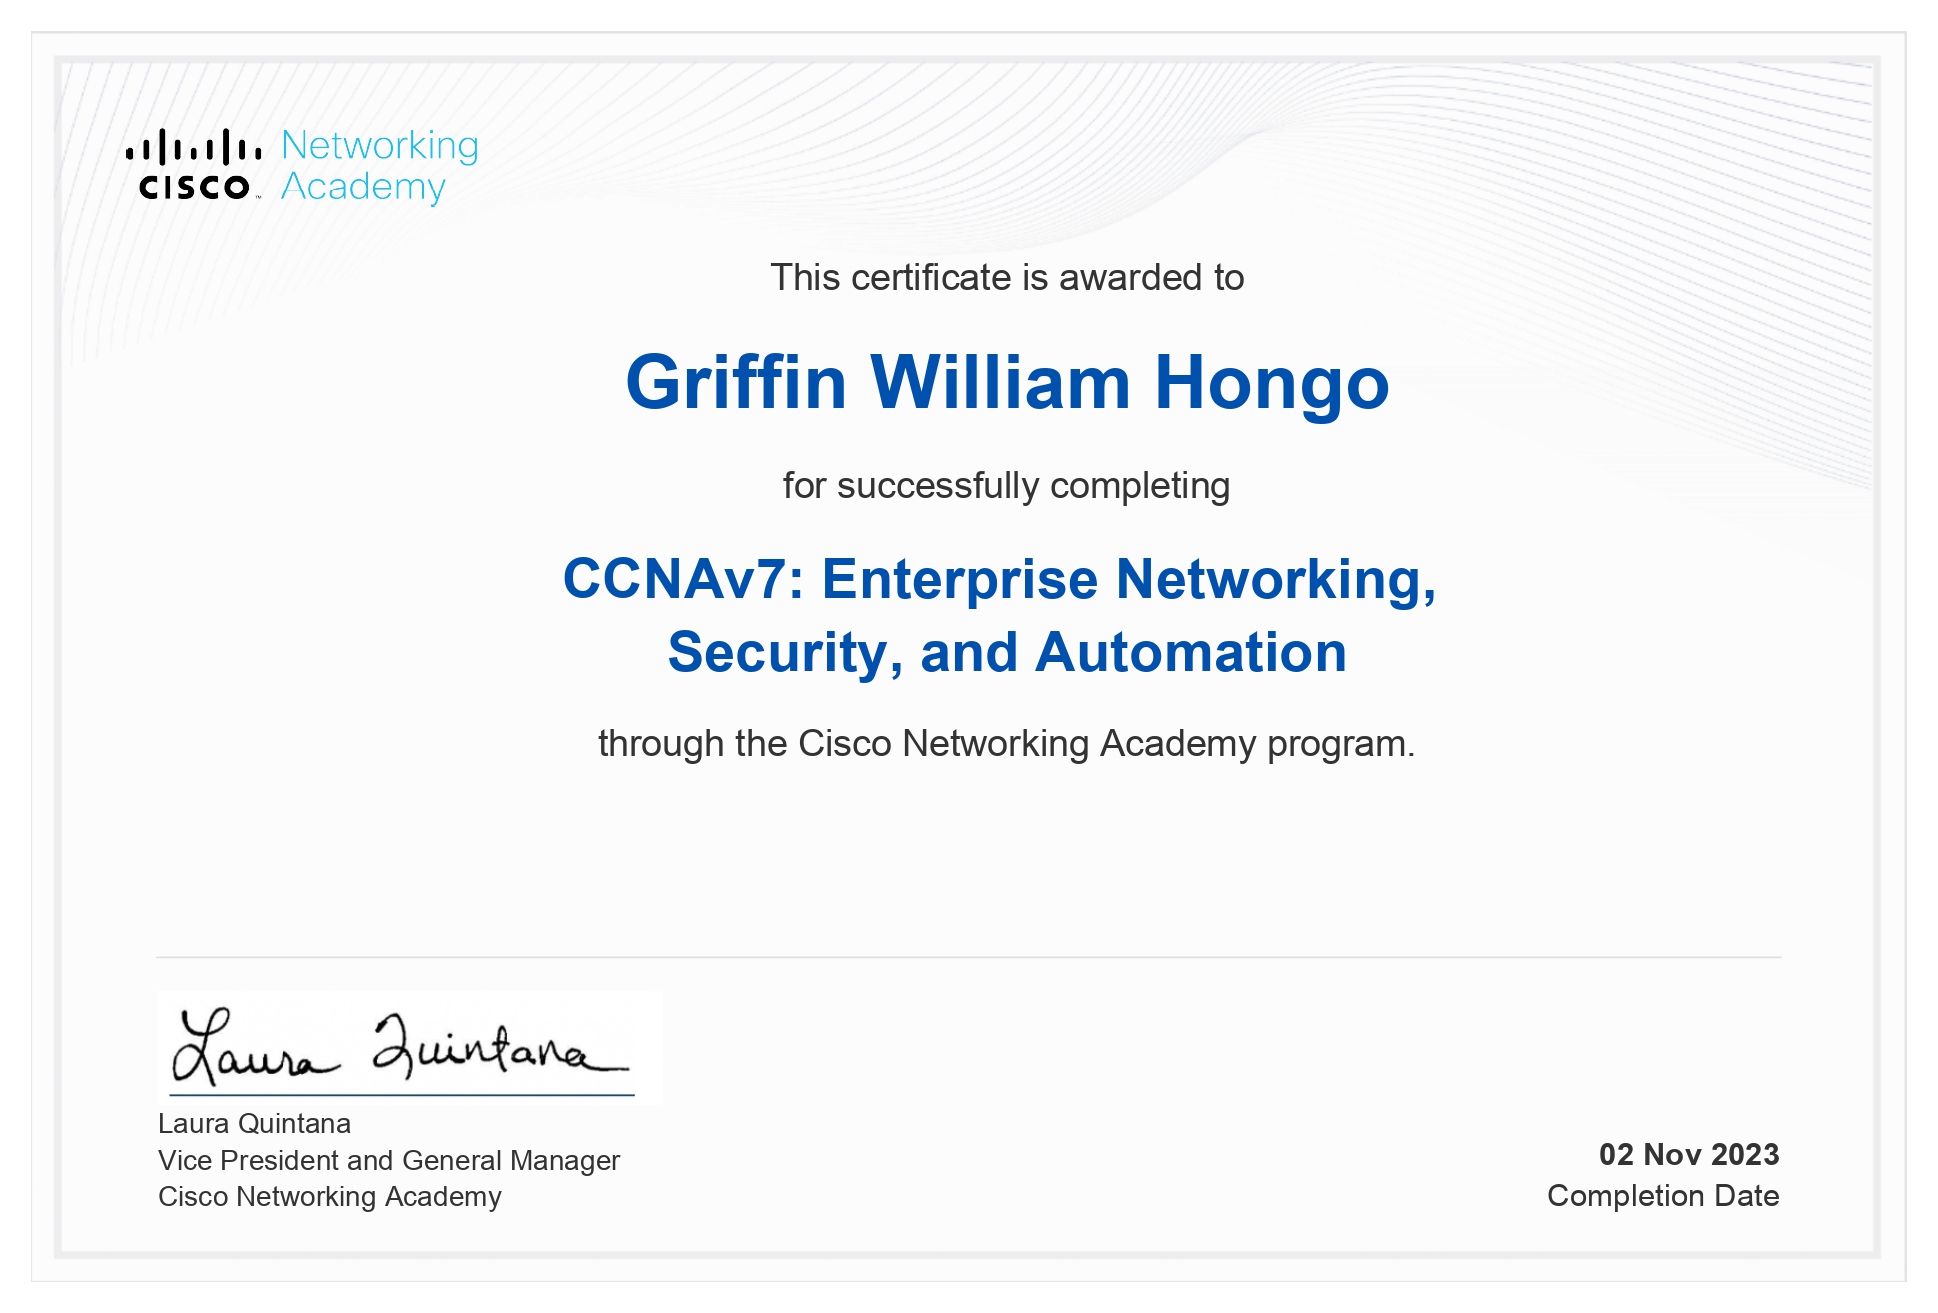 Networking
cisco™ Academy
This certificate is awarded to
Griffin William Hongo
for successfully completing
CCNAv7: Enterprise Networking,
Security, and Automation
through the Cisco Networking Academy program.
Laura Quintana
Laura Quintana
Vice President and General Manager
Cisco Networking Academy
02 Nov 2023
Completion Date